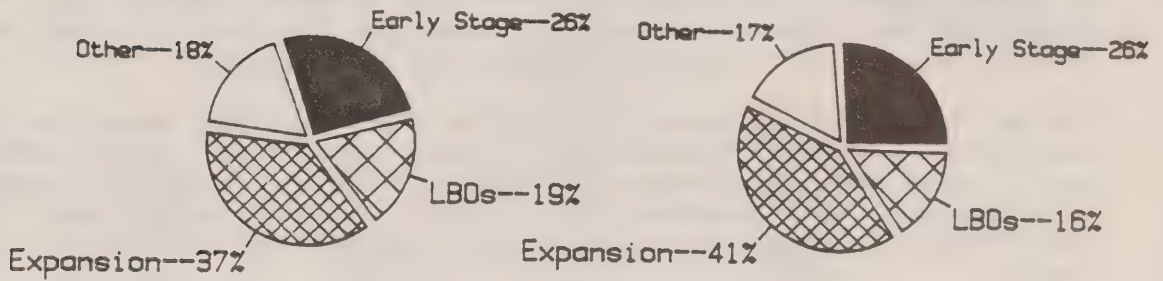 Early Stage--26%
Other--18%
LBOs--19%
Expansion--37%
Other--17%
Early Stage--26%
LBOs--16%
Expansion--41%